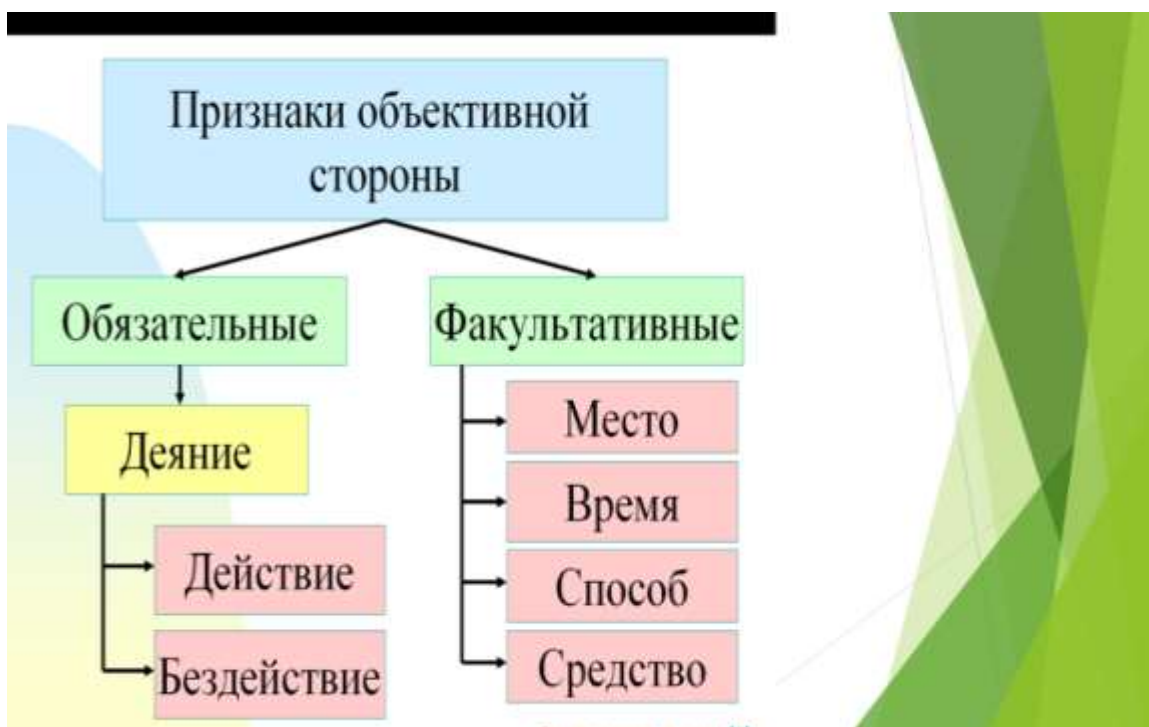 Признаки объективной
стороны
Обязательные
Факультативные
Деяние
Действие
Бездействие
Место
Время
Способ
Средство